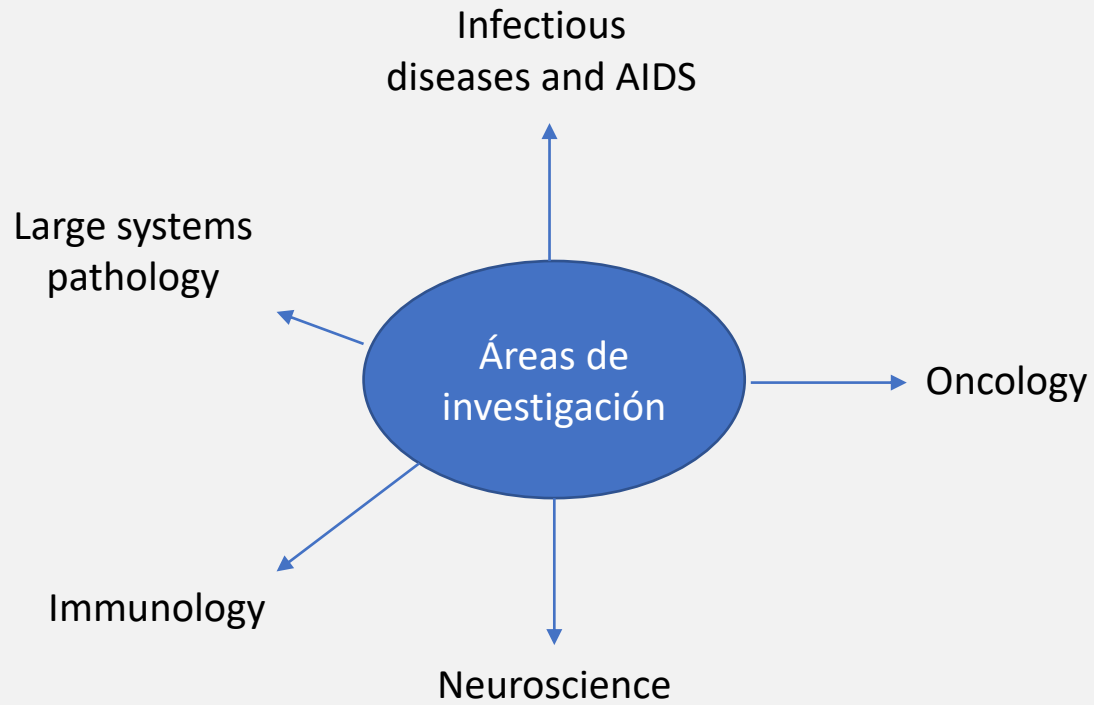 Infectious
diseases and AIDS
Large systems
pathology
Áreas de
investigación
Oncology
Immunology
Neuroscience